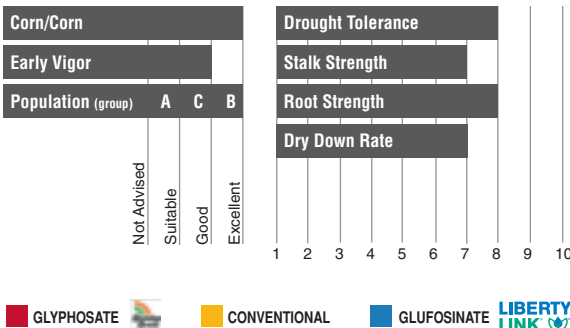 Corn/Corn
Early Vigor
Population (group) A C B
Not Advised
Suitable
Good
Excellent
Drought Tolerance
Stalk Strength
Root Strength
Dry Down Rate
1 2 3 4 5 6 7 8 9 10
GLYPHOSATE CONVENTIONAL GLUFOSINATE LIBERTY
LINK